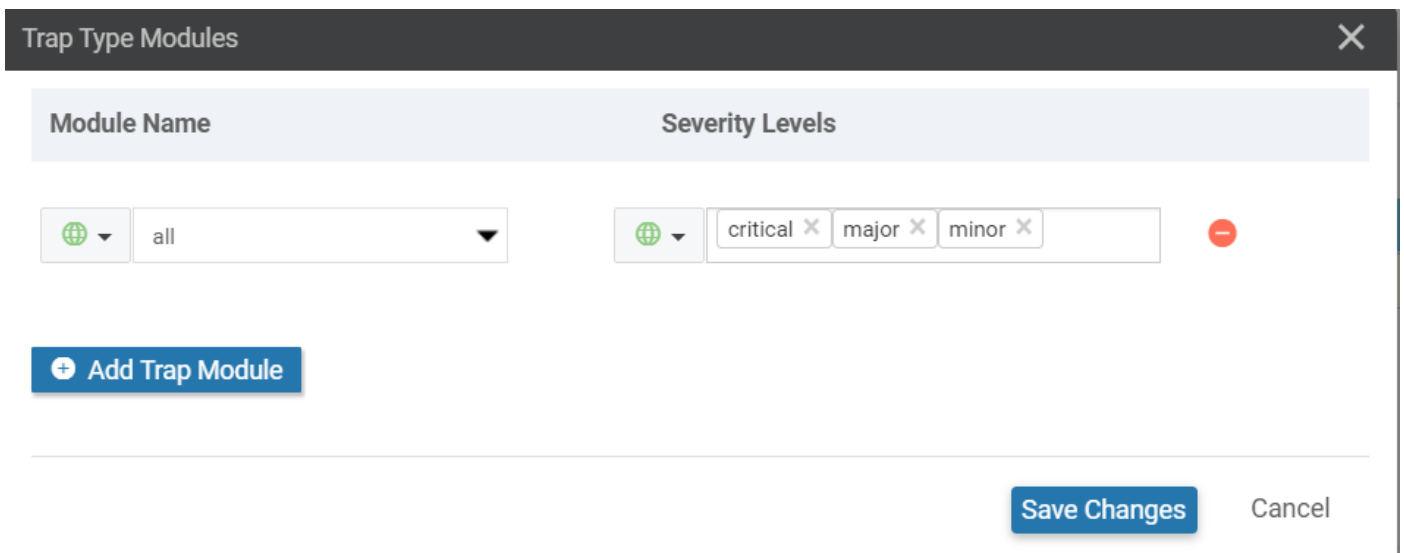 Trap Type Modules
Module Name Severity Levels
all critical major minor
Add Trap Module
Save Changes Cancel